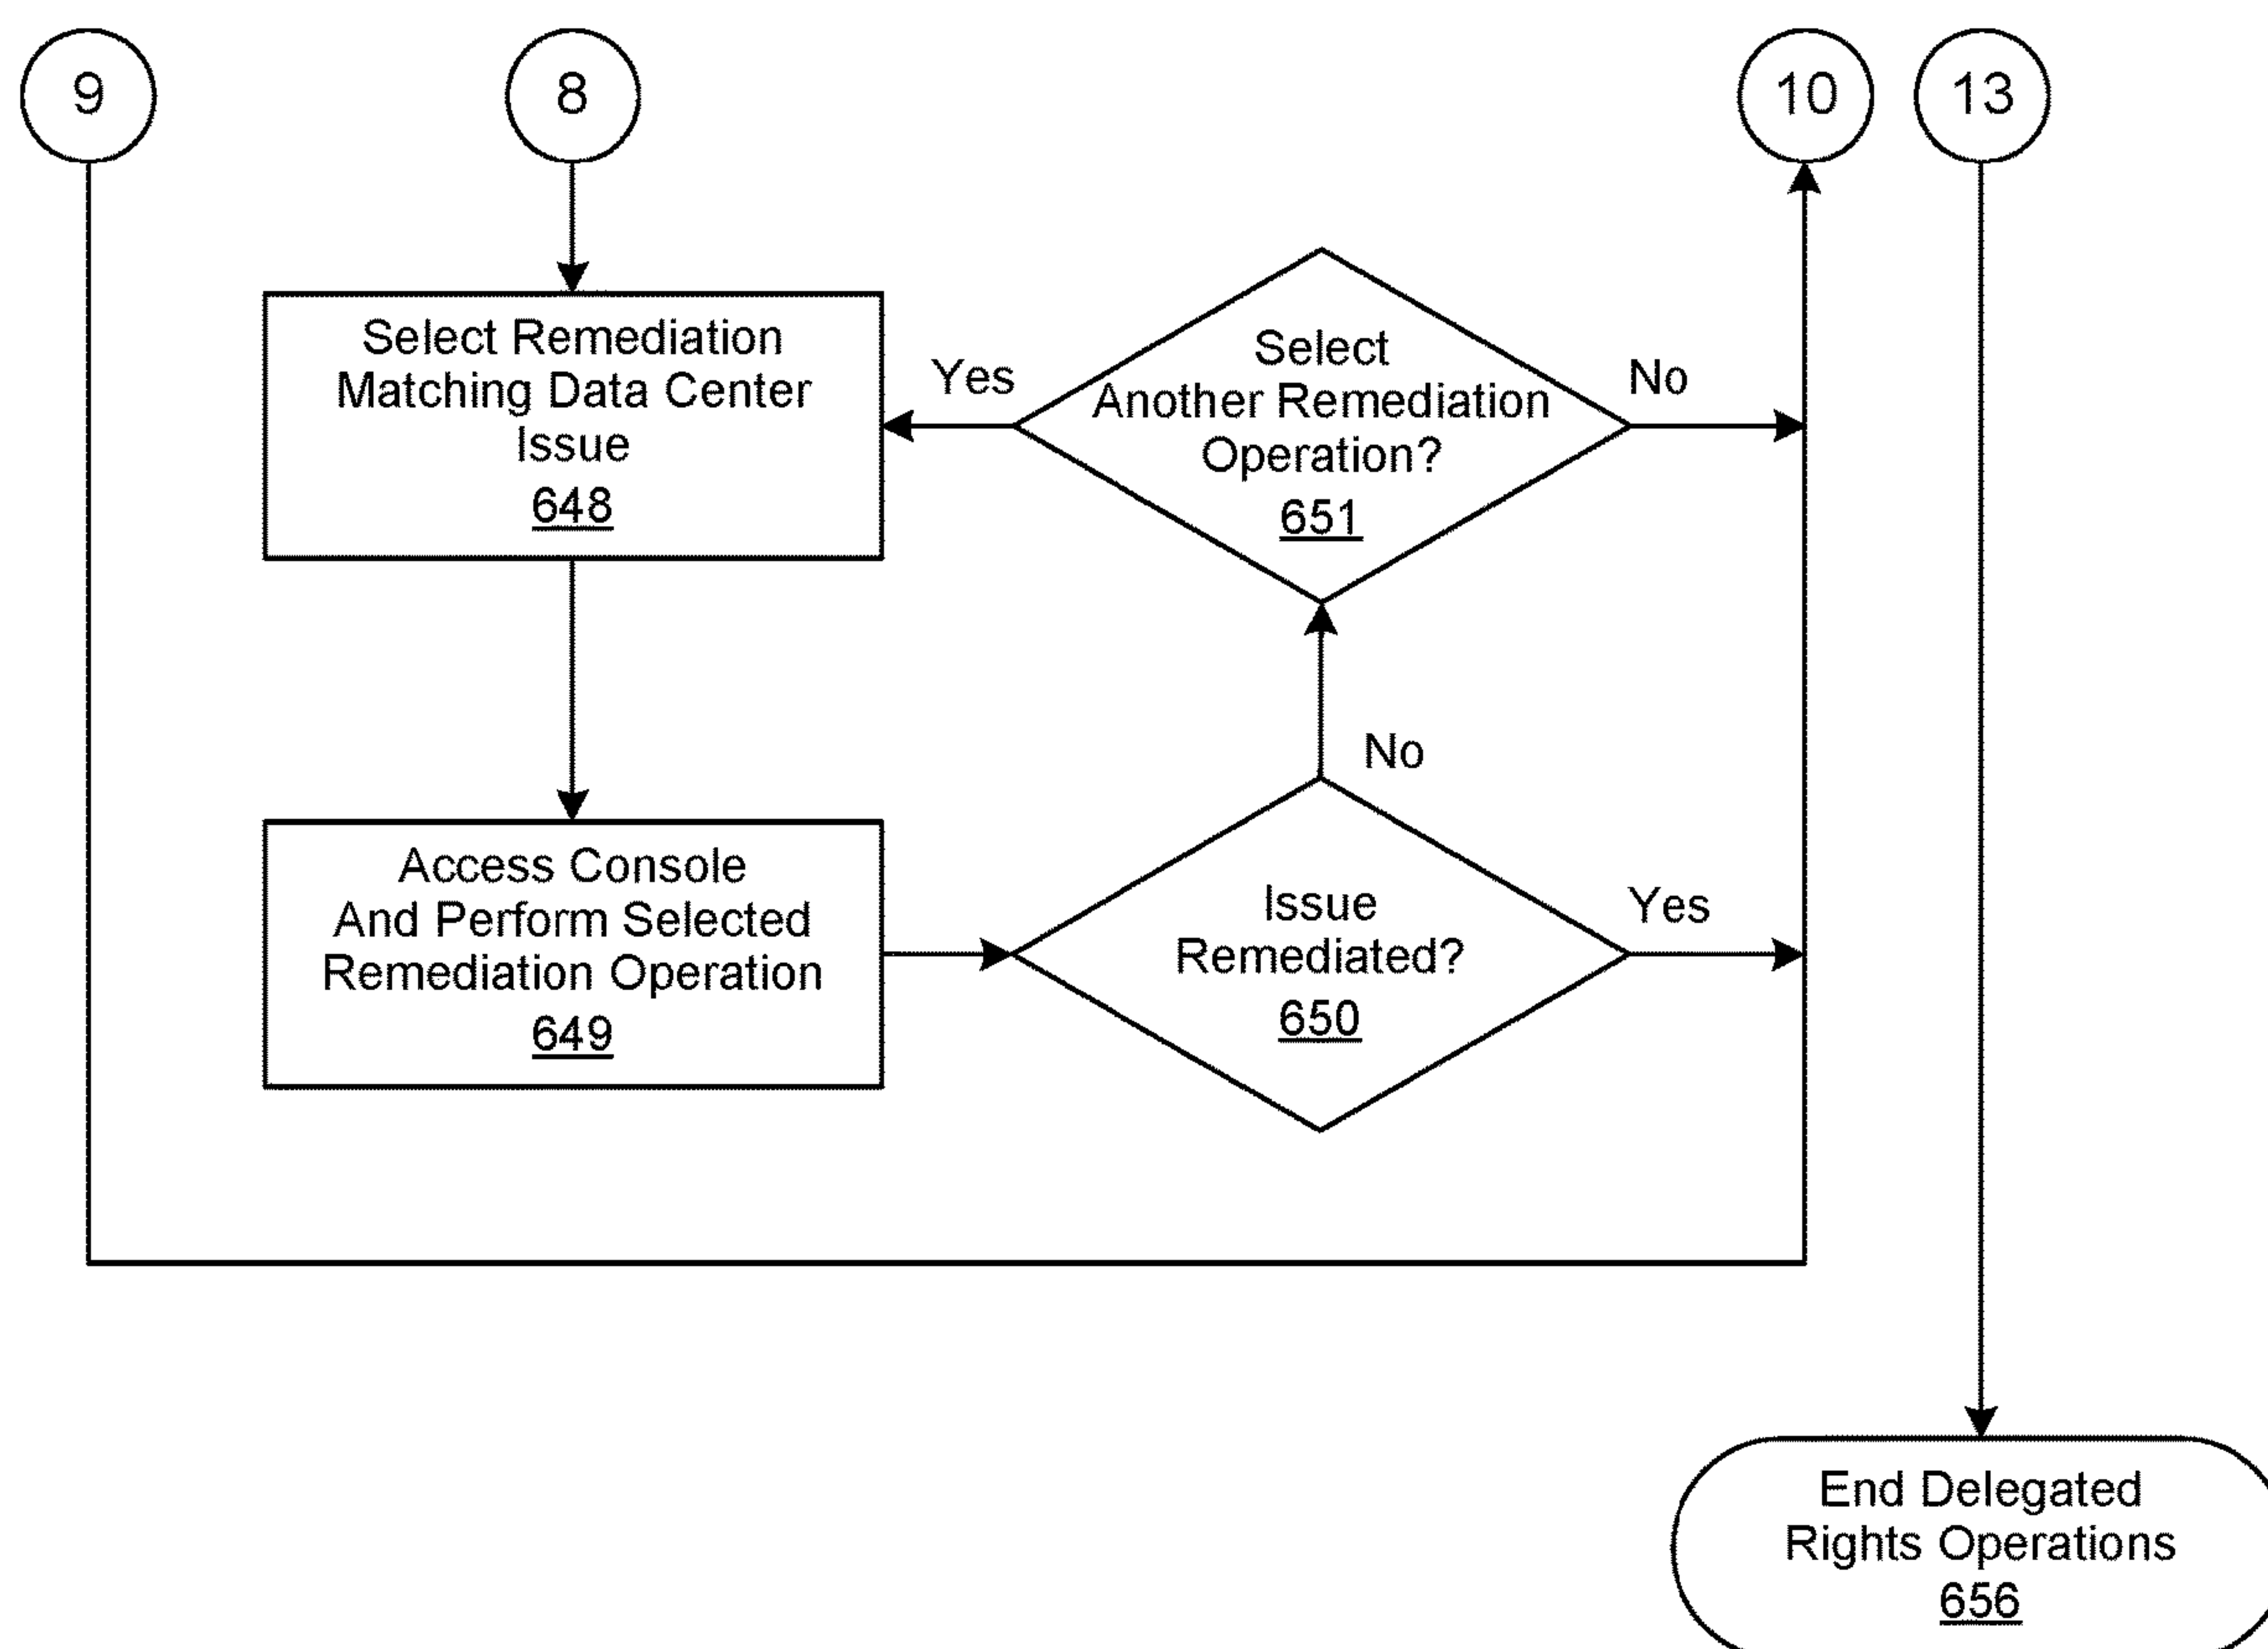 9
8
10
13
Select Remediation
Matching Data Center
Issue
648
Yes
Select
Another Remediation
Operation?
651
No
No
Access Console
And Perform Selected
Remediation Operation
649
Issue
Remediated?
650
Yes
End Delegated
Rights Operations
656